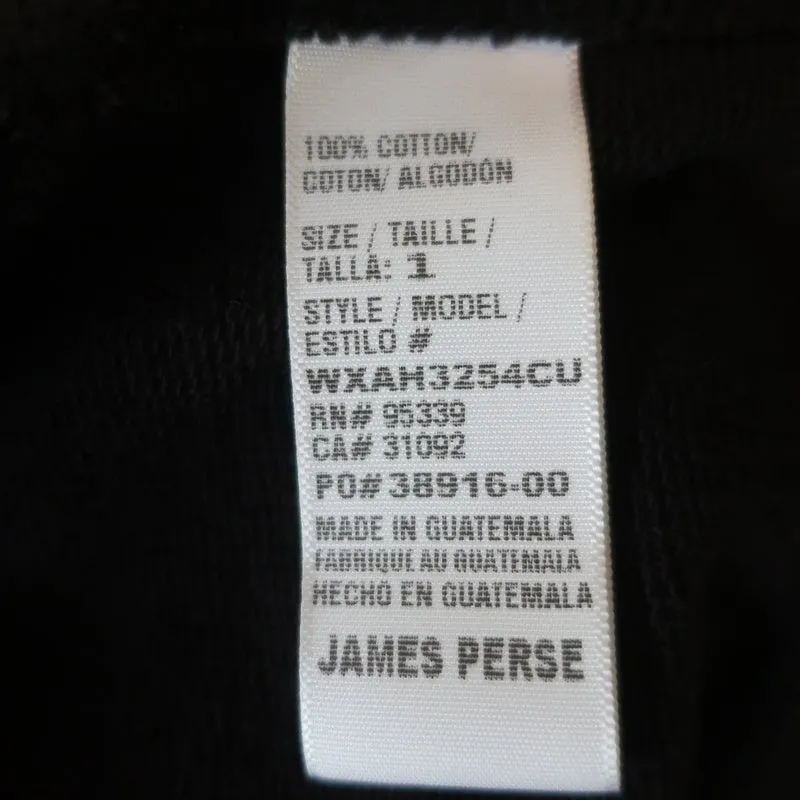 100% COTTON/
COTON/ ALGODÓN
SIZE / TAILLE /
TALLA: 1
STYLE / MODEL /
ESTILO #
WXAH3254CU
RN# 95339
CA# 31092
PO# 38916-00
MADE IN GUATEMALA
FABRIQUE AU GUATEMALA
HECHO EN GUATEMALA
JAMES PERSE